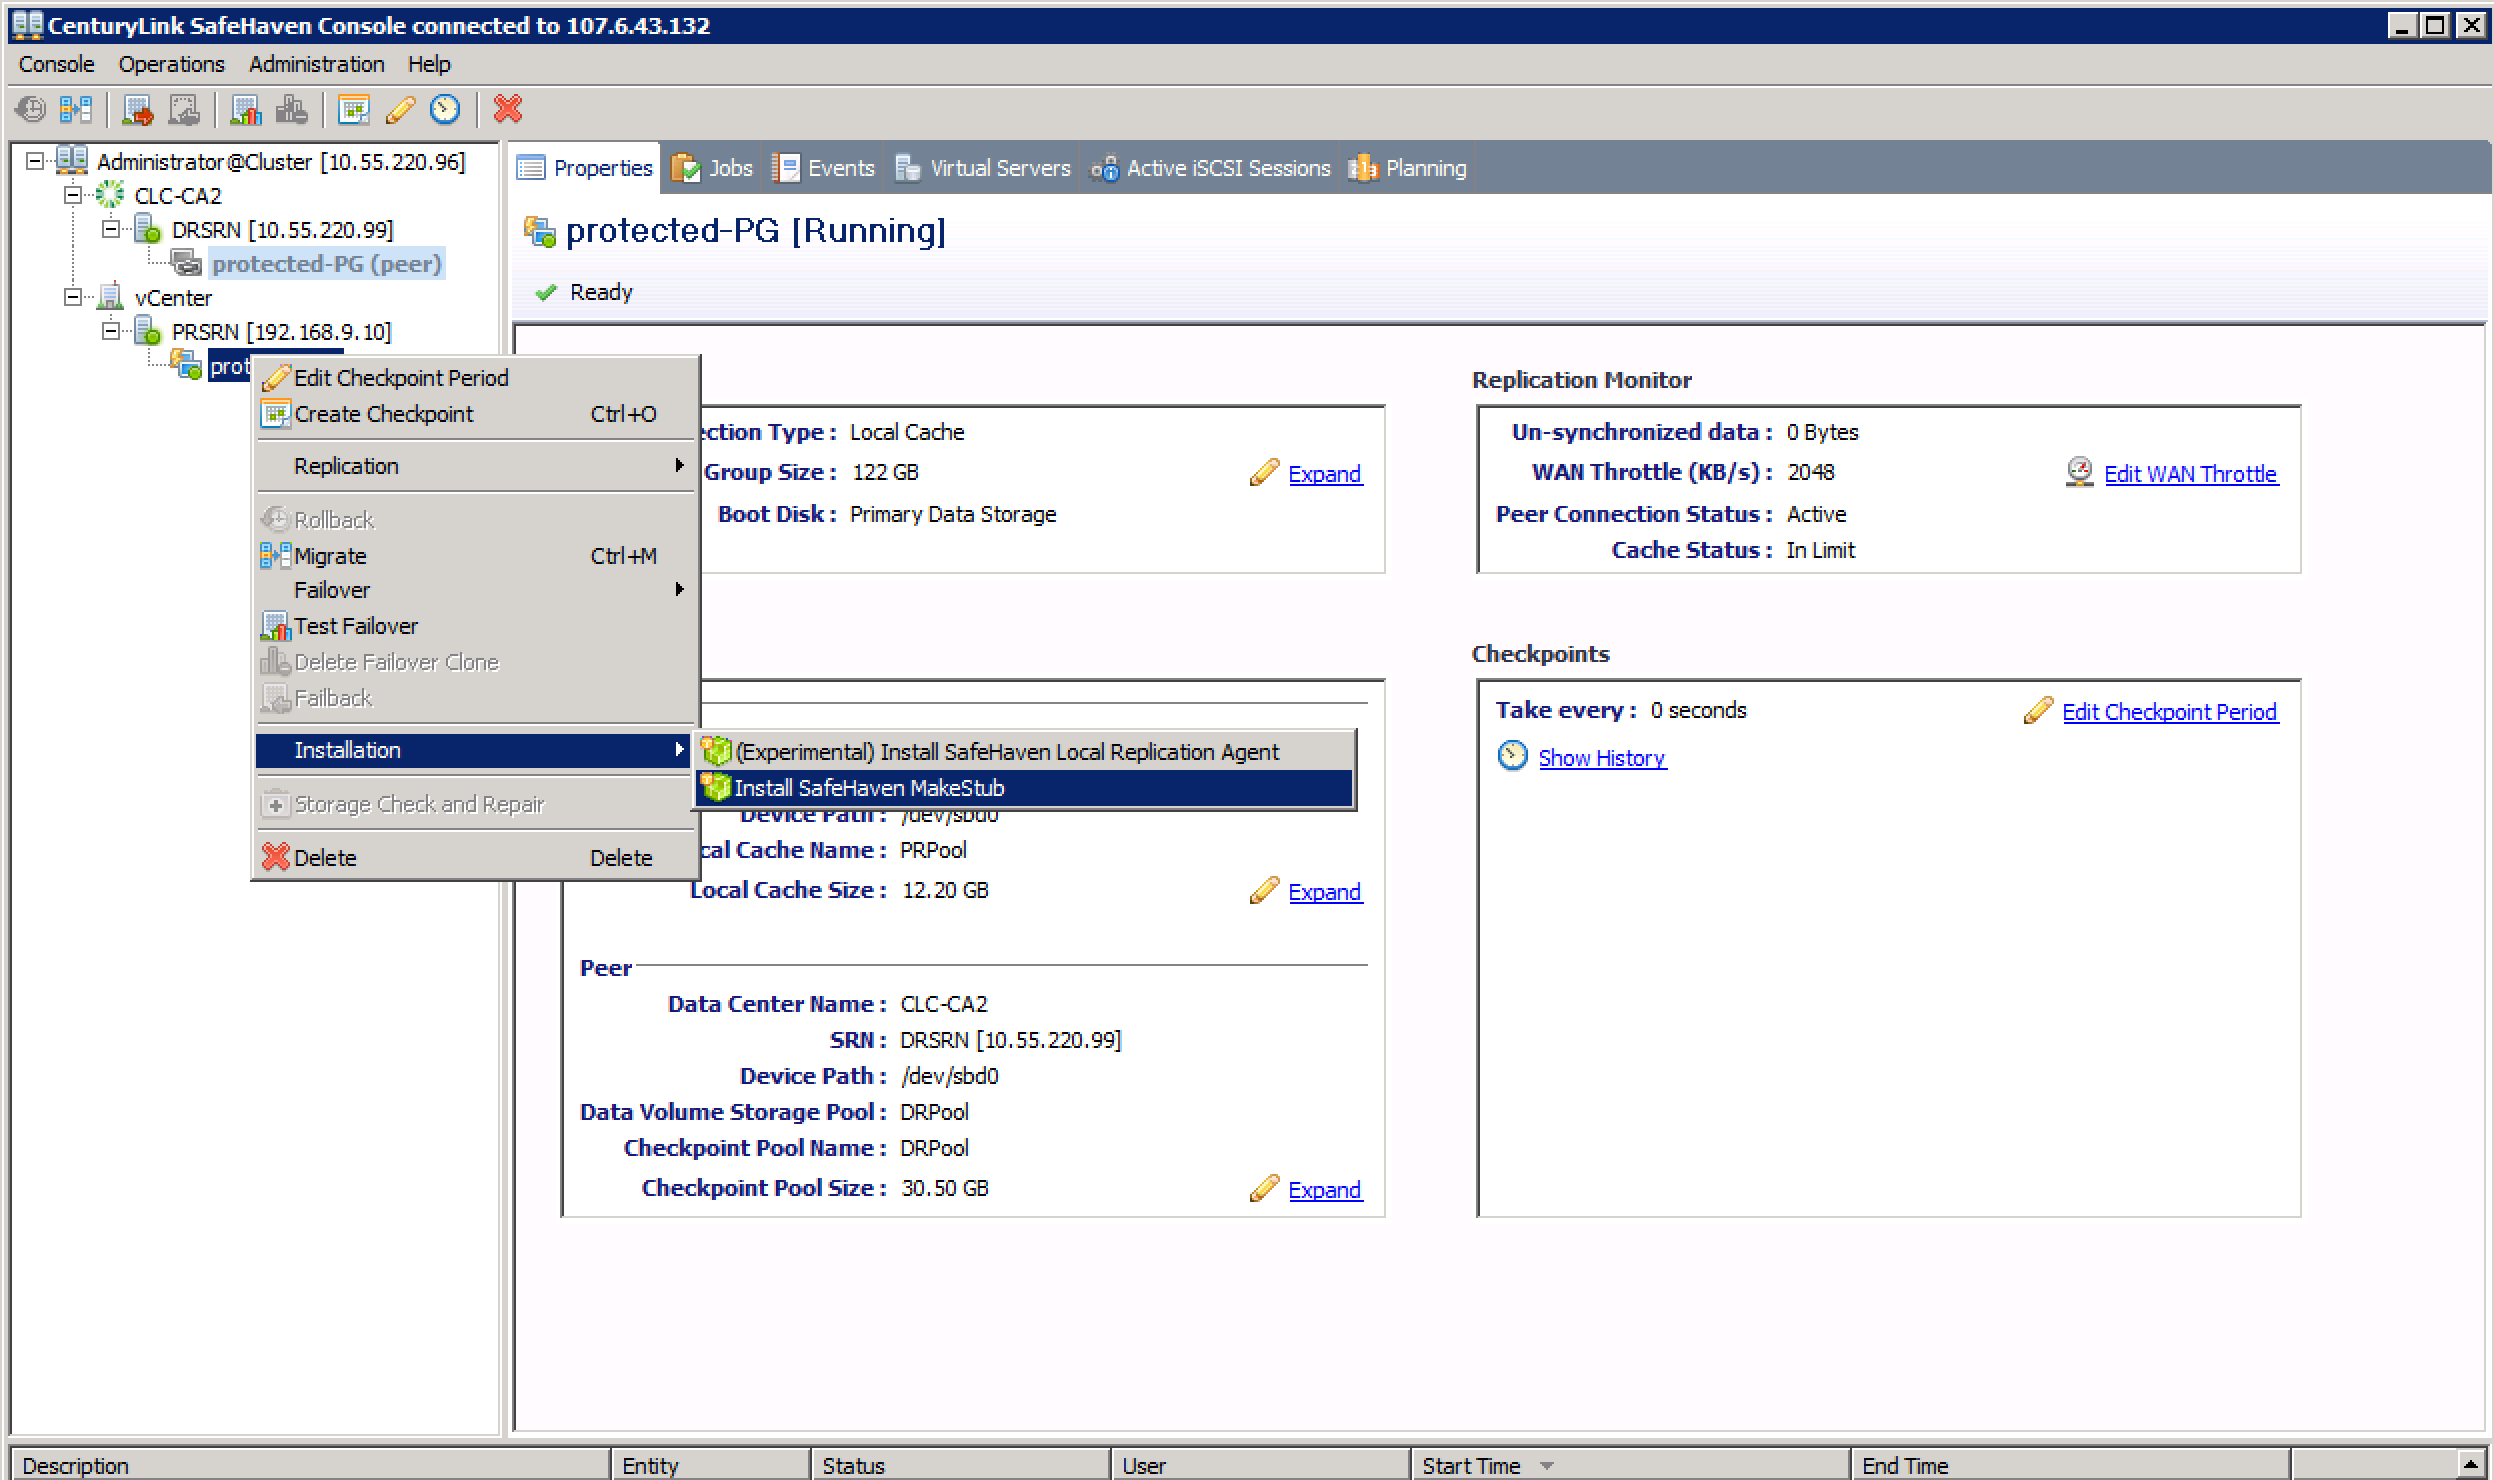 CenturyLink SafeHaven Console connected to 107.6.43.132
Console Operations Administration Help
Administrator@Cluster [10.55.220.96]
CLC-CA2
DRSRN [10.55.220.99]
protected-PG (peer)
vCenter
PRSRN [192.168.9.10]
prot
Edit Checkpoint Period
Create Checkpoint Ctrl+O
Replication
Rollback
Migrate Ctrl+M
Failover
Test Failover
Delete Failover Clone
Failback
Installation
Storage Check and Repair
Delete Delete
(Experimental) Install SafeHaven Local Replication Agent
Install SafeHaven MakeStub
Properties Jobs Events Virtual Servers Active iSCSI Sessions Planning
protected-PG [Running]
Ready
ction Type : Local Cache
Group Size : 122 GB Expand
Boot Disk : Primary Data Storage
Replication Monitor
Un-synchronized data : 0 Bytes
WAN Throttle (KB/s) : 2048 Edit WAN Throttle
Peer Connection Status : Active
Cache Status : In Limit
Checkpoints
Take every : 0 seconds Edit Checkpoint Period
Show History
Device Path : /dev/sbd0
cal Cache Name : PRPool
Local Cache Size : 12.20 GB Expand
Peer
Data Center Name : CLC-CA2
SRN : DRSRN [10.55.220.99]
Device Path : /dev/sbd0
Data Volume Storage Pool : DRPool
Checkpoint Pool Name : DRPool
Checkpoint Pool Size : 30.50 GB Expand
Description Entity Status User Start Time End Time